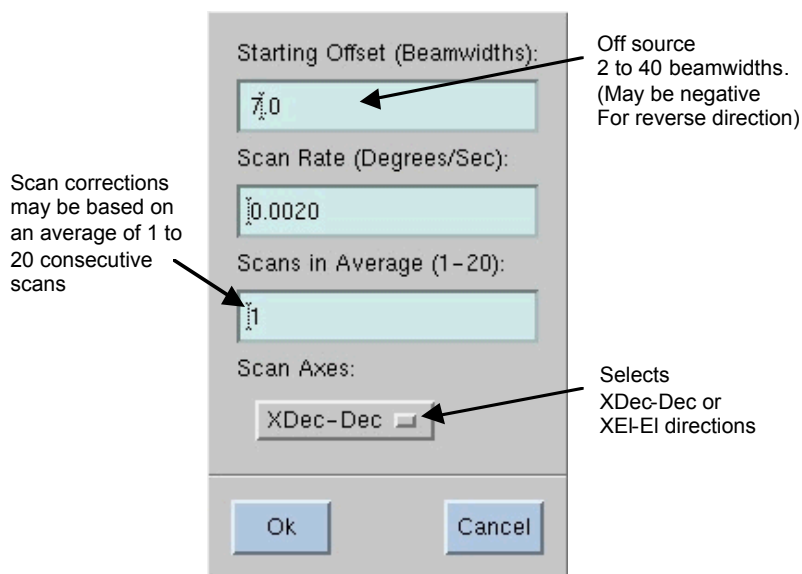 Starting Offset (Beamwidths):
7.0
Scan Rate (Degrees/Sec):
0.0020
Scans in Average (1-20):
1
Scan Axes:
XDec-Dec
Ok
Cancel
Off source
2 to 40 beamwidths.
(May be negative
For reverse direction)
Scan corrections
may be based on
an average of 1 to
20 consecutive
scans
Selects
XDec-Dec or
XEl-El directions